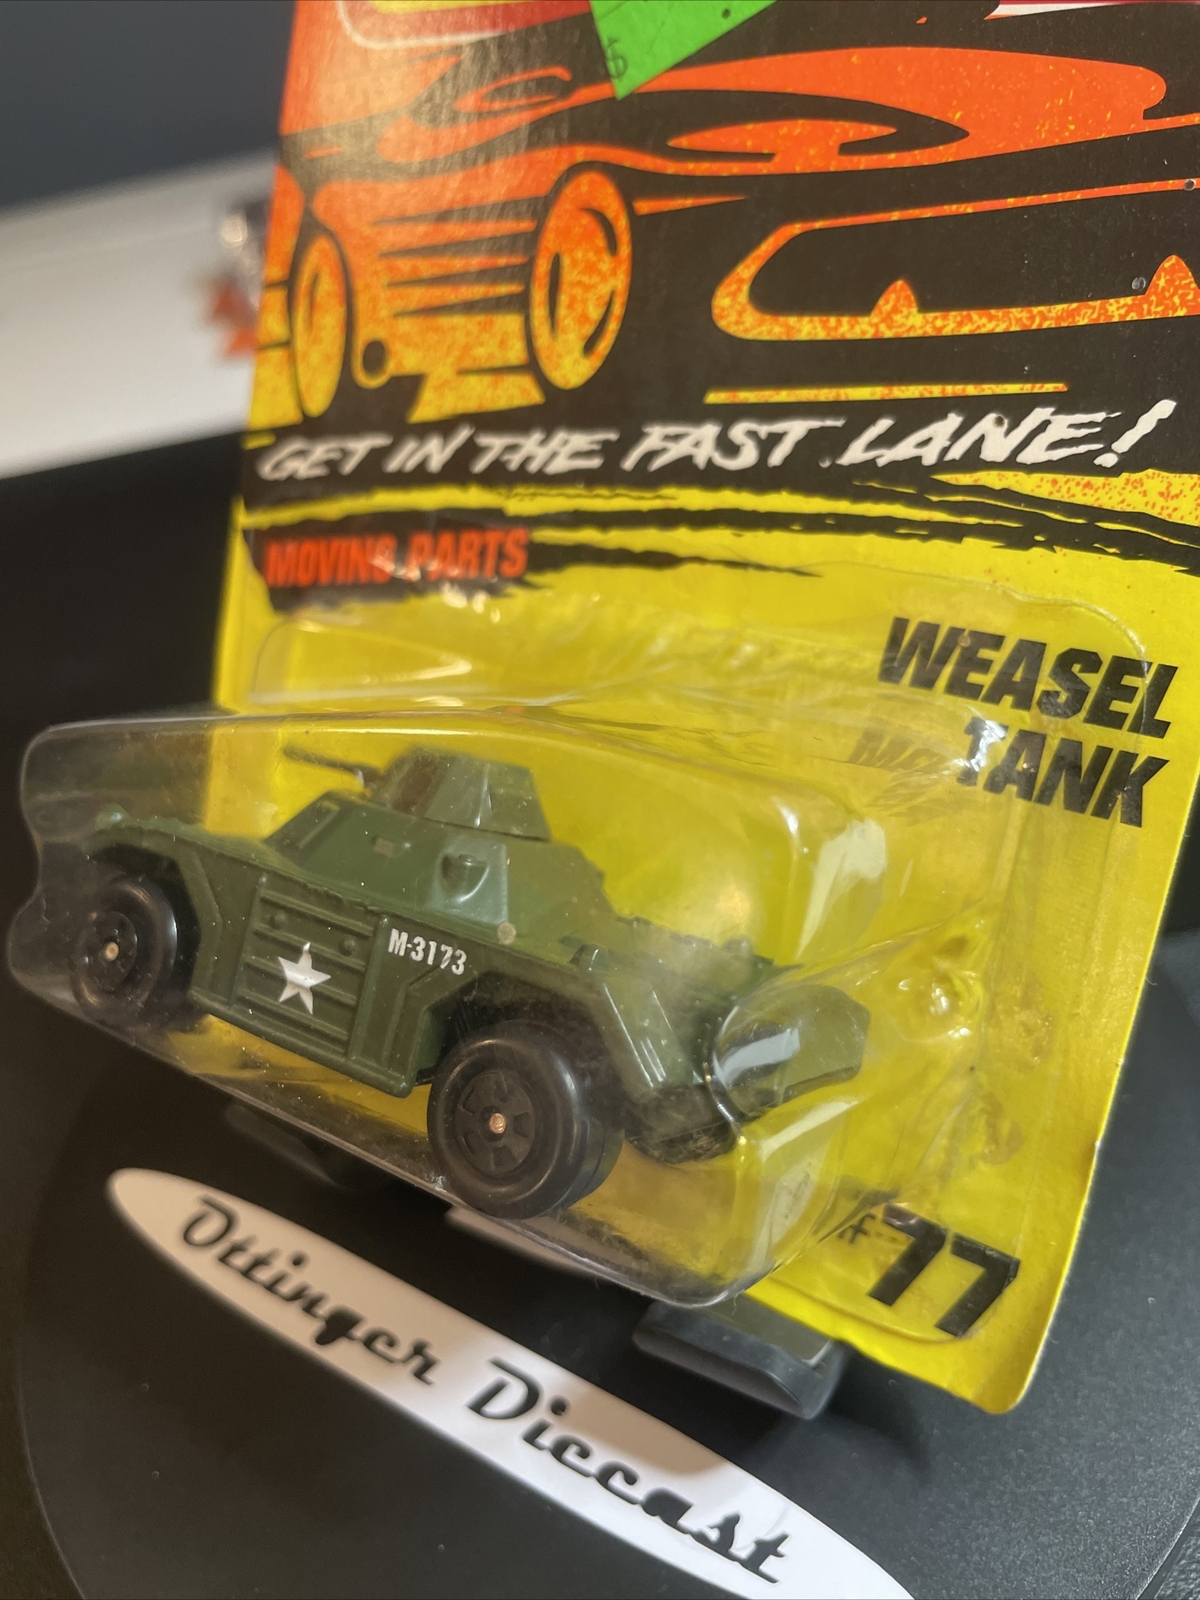 GET IN THE FAST LANE!
MOVING PARTS
WEASEL
TANK
M-3173
#77
Ottinger Diecast